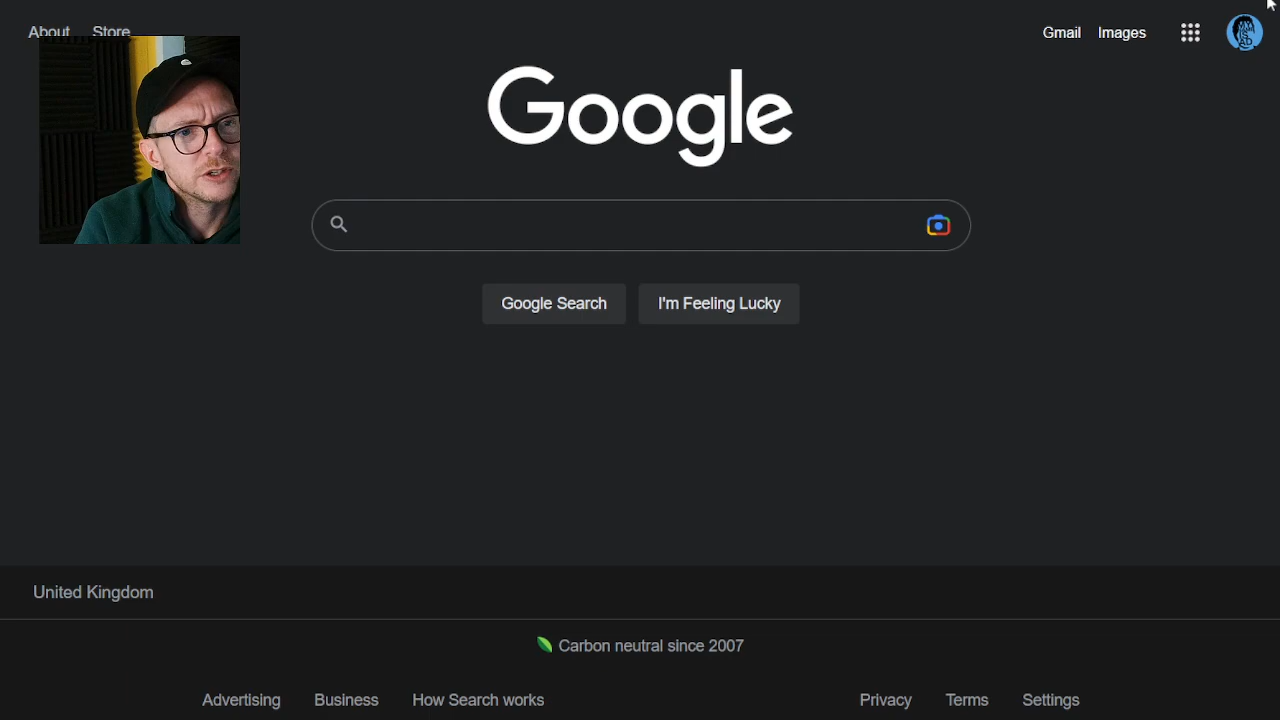 About Store Gmail Images
Google
Google Search I'm Feeling Lucky
United Kingdom
Carbon neutral since 2007
Advertising Business How Search works Privacy Terms Settings